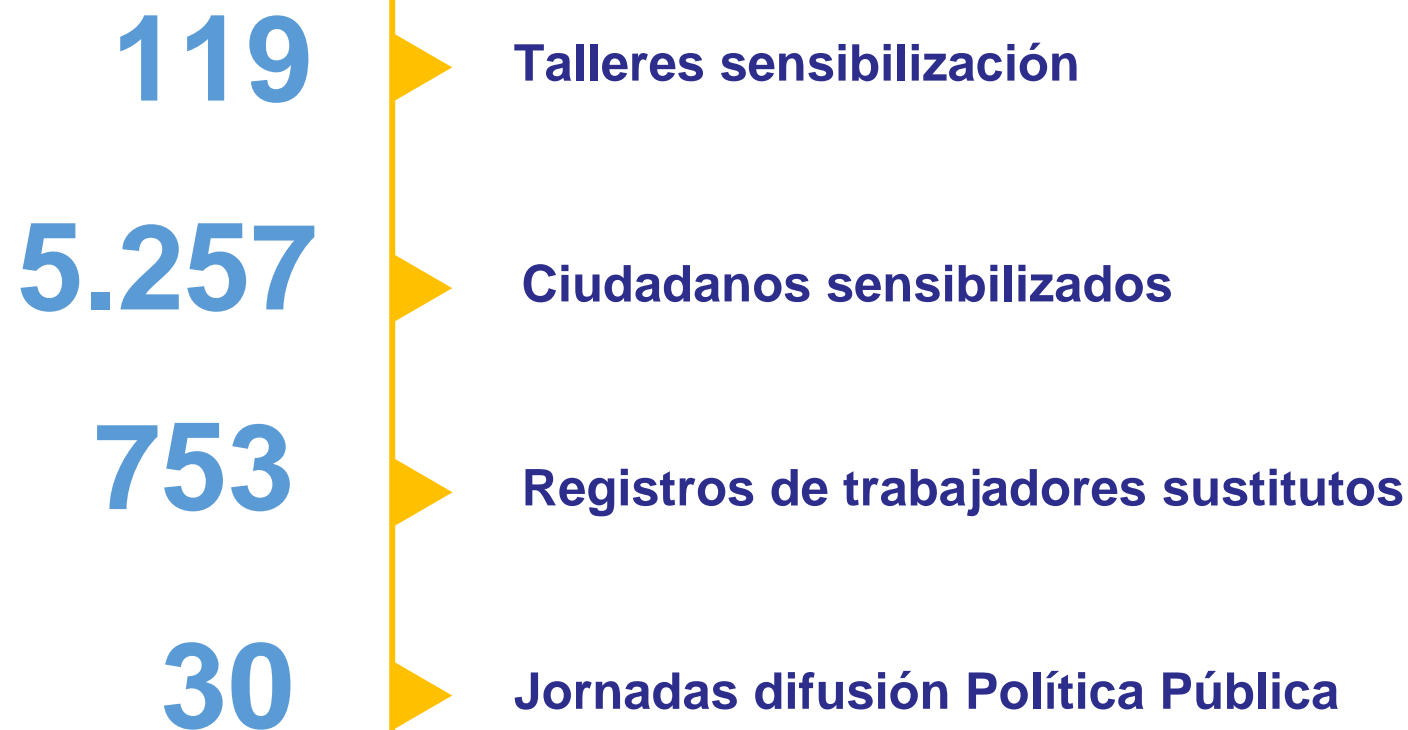 119 Talleres sensibilización
5.257 Ciudadanos sensibilizados
753 Registros de trabajadores sustitutos
30 Jornadas difusión Política Pública